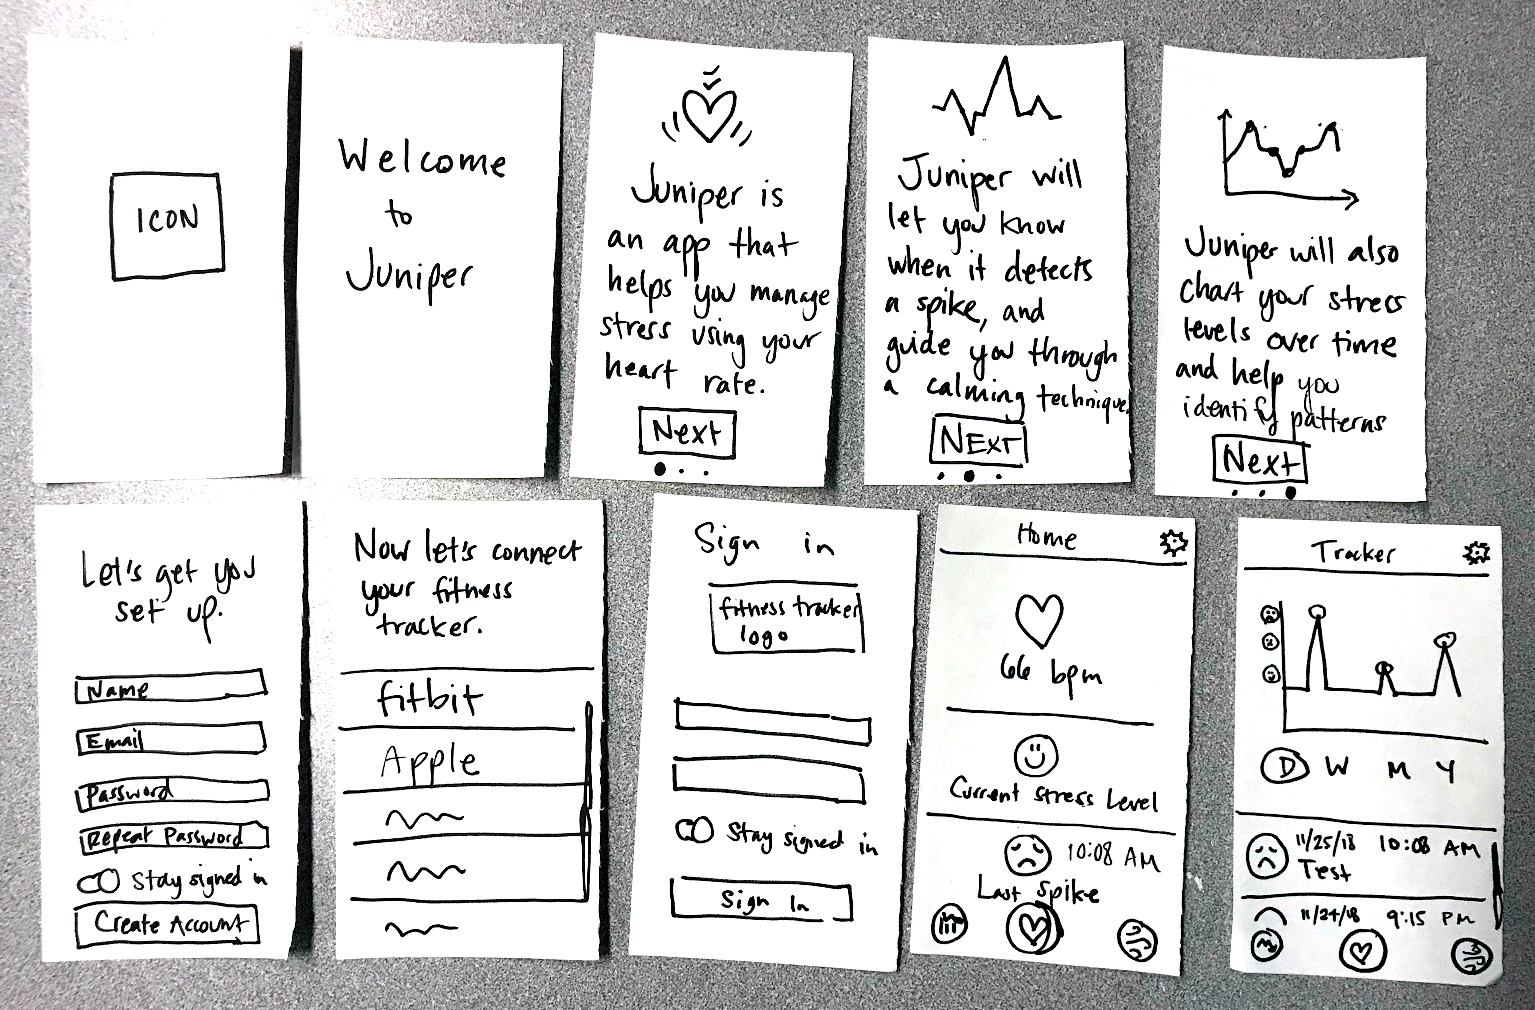 ICON
Welcome
to
Juniper
Juniper is
an app that
helps you manage
stress using your
heart rate.
Next
Juniper will
let you know
when it detects
a spike, and
guide you through
a calming technique.
NEXT
Juniper will also
chart your stress
levels over time
and help you
identify patterns
Next
Let's get you
set up.
Name
Email
Password
Repeat Password
Stay signed in
Create Account
Now let's connect
your fitness
tracker.
fitbit
Apple
Sign in
fitness tracker
logo
Stay signed in
Sign In
Home
66 bpm
Current Stress Level
10:08 AM
Last Spike
Tracker
D W M Y
11/25/18 10:08 AM
Test
11/24/18 9:15 PM